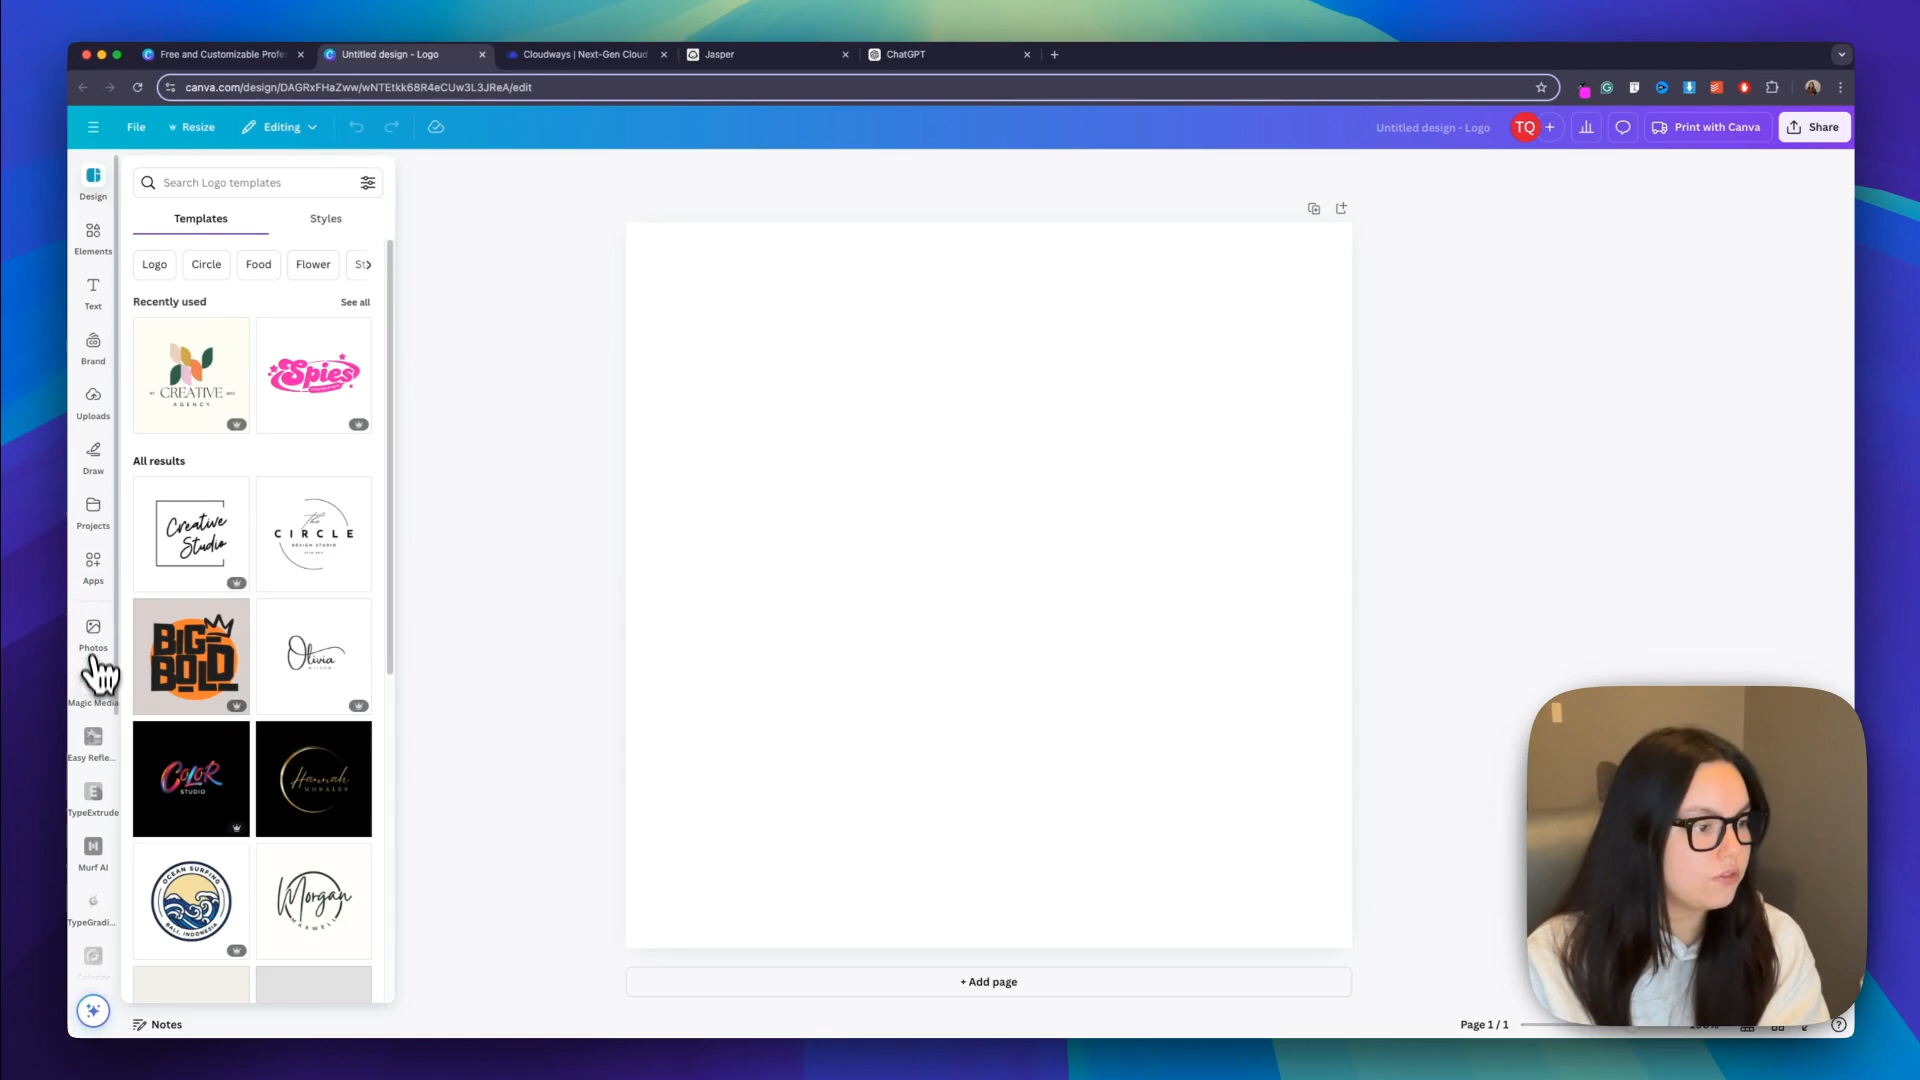 Free and Customizable Profe
Untitled design - Logo
Cloudways | Next-Gen Cloud
Jasper
ChatGPT
canva.com/design/DAGRxFHaZww/wNTEtkk68R4eCUw3L3JReA/edit
File
Resize
Editing
Untitled design - Logo
TQ
Print with Canva
Share
Design
Elements
Text
Brand
Uploads
Draw
Projects
Apps
Photos
Magic Media
Easy Refle...
TypeExtrude
Murf AI
TypeGradi...
Search Logo templates
Templates
Styles
Logo
Circle
Food
Flower
Recently used
See all
CREATIVE
AGENCY
Spies
All results
Creative
Studio
The
CIRCLE
DESIGN STUDIO
BIG
BOLD
Olivia
WILSON
COLOR
STUDIO
Hannah
MORALES
OCEAN SURFING
BALI, INDONESIA
Morgan
MAXWELL
+ Add page
Notes
Page 1 / 1